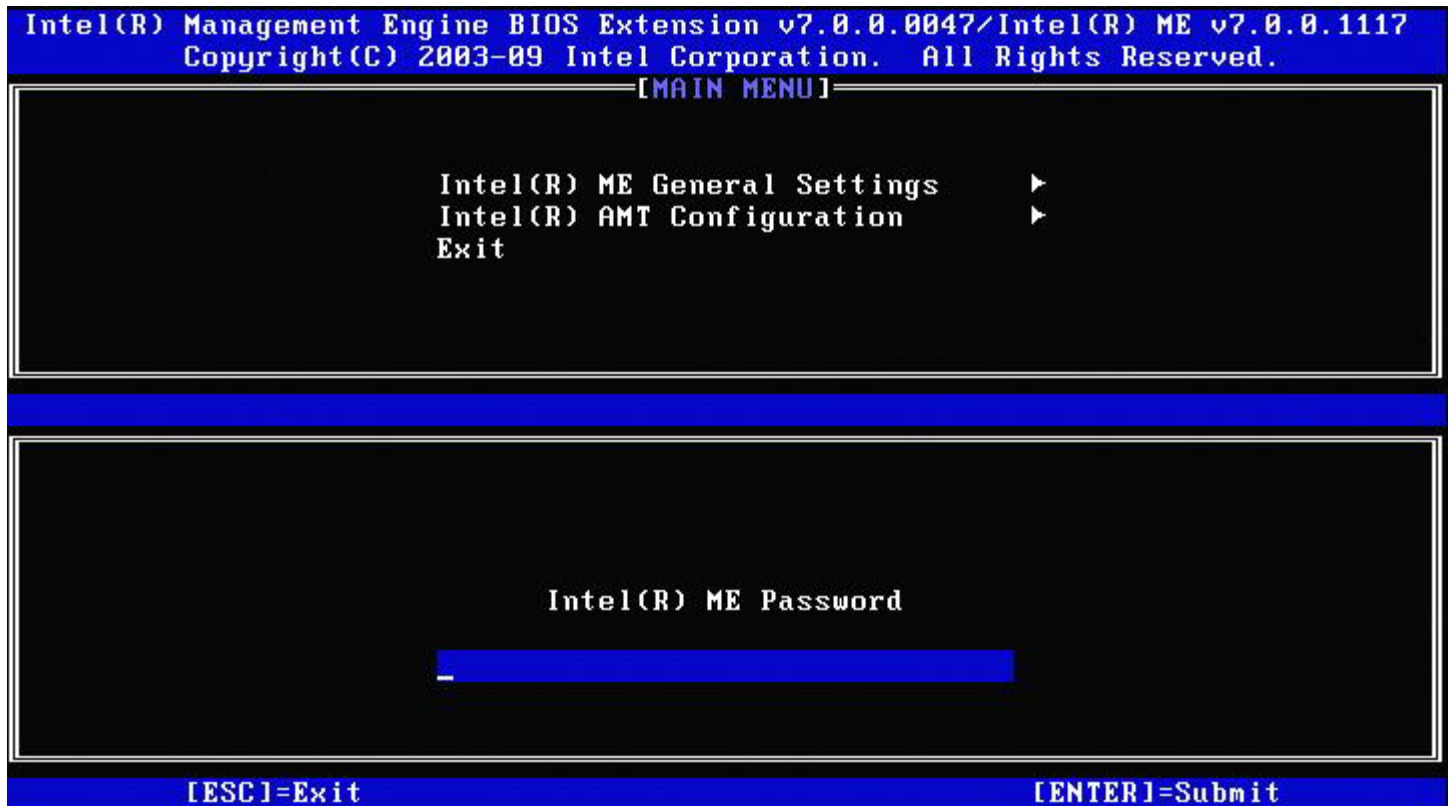 Intel(R) Management Engine BIOS Extension v7.0.0.0047/Intel(R) ME v7.0.0.1117
Copyright(C) 2003-09 Intel Corporation. All Rights Reserved.
[MAIN MENU]
Intel(R) ME General Settings ►
Intel(R) AMT Configuration ►
Exit
Intel(R) ME Password
[ESC]=Exit [ENTER]=Submit